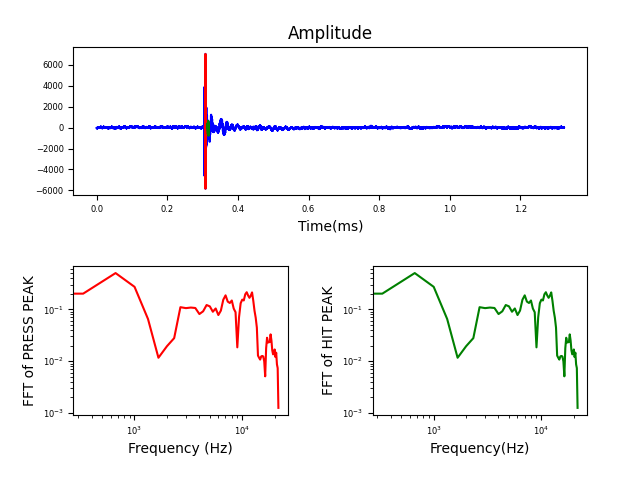 Amplitude
6000
4000
2000
0
−2000
−4000
−6000
0.0 0.2 0.4 0.6 0.8 1.0 1.2
Time(ms)
FFT of PRESS PEAK
10⁻¹
10⁻²
10⁻³
10³ 10⁴
Frequency (Hz)
FFT of HIT PEAK
10⁻¹
10⁻²
10⁻³
10³ 10⁴
Frequency(Hz)